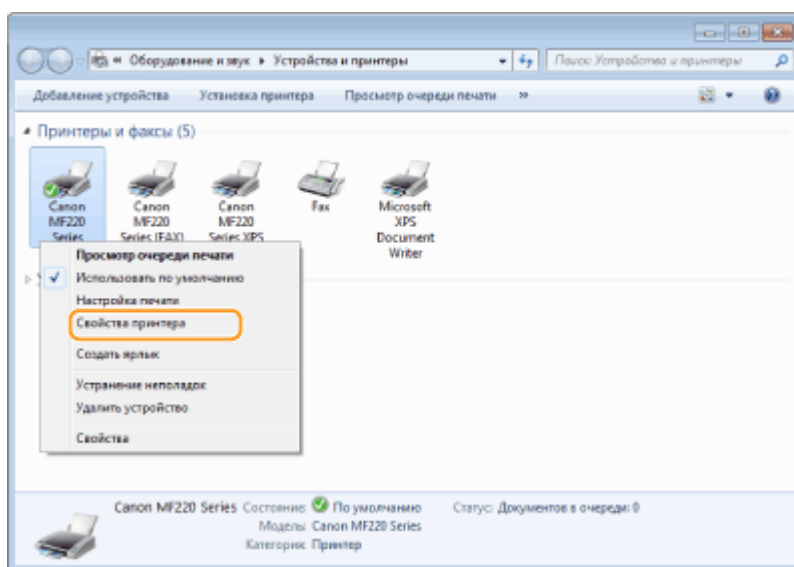 « Оборудование и звук ▸ Устройства и принтеры
Поиск: Устройства и принтеры
Добавление устройства Установка принтера Просмотр очереди печати »
Принтеры и факсы (5)
Canon MF220 Series
Canon MF220 Series (FAX)
Canon MF220 Series XPS
Fax
Microsoft XPS Document Writer
Просмотр очереди печати
Использовать по умолчанию
Настройка печати
Свойства принтера
Создать ярлык
Устранение неполадок
Удалить устройство
Свойства
Canon MF220 Series Состояние: По умолчанию Статус: Документов в очереди: 0
Модель: Canon MF220 Series
Категория: Принтер